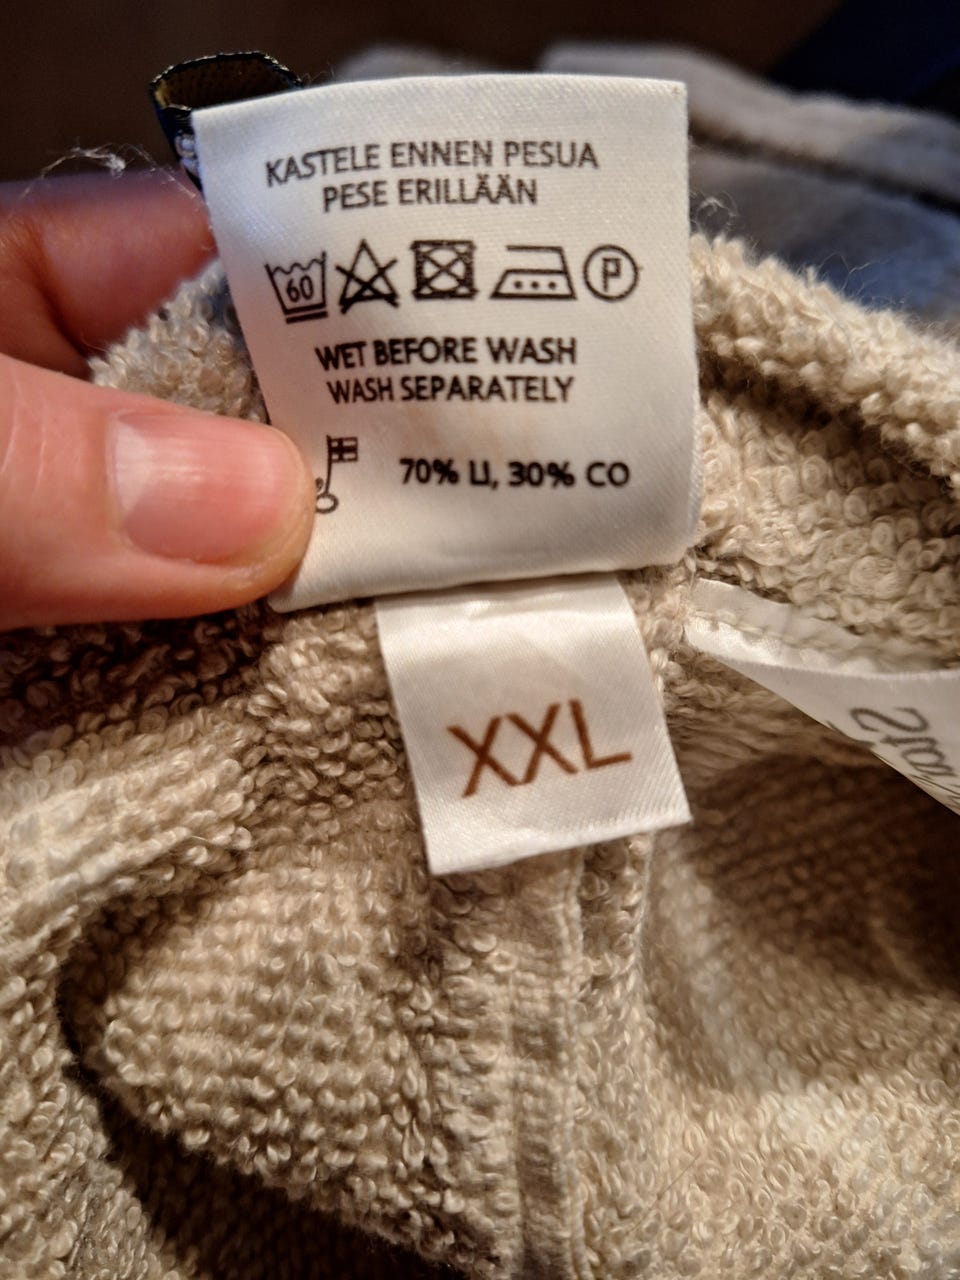 KASTELE ENNEN PESUA
PESE ERILLÄÄN
60
P
WET BEFORE WASH
WASH SEPARATELY
70% LI, 30% CO
XXL